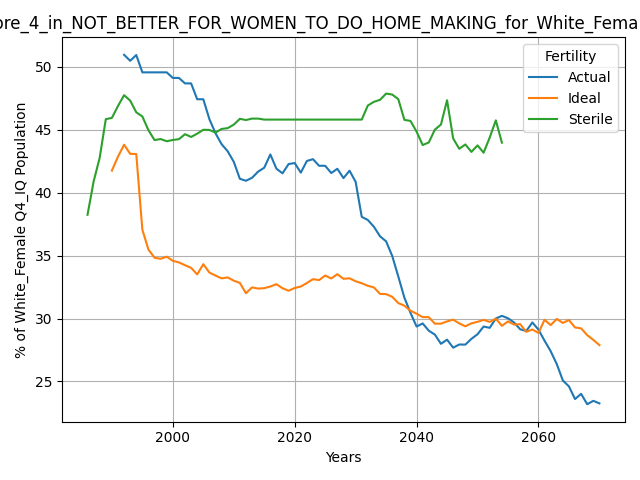 ore_4_in_NOT_BETTER_FOR_WOMEN_TO_DO_HOME_MAKING_for_White_Fema
Fertility
Actual
Ideal
Sterile
% of White_Female Q4_IQ Population
50
45
40
35
30
25
2000
2020
2040
2060
Years